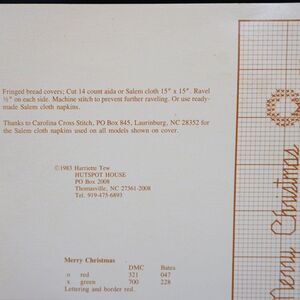 Fringed bread covers; Cut 14 count aida or Salem cloth 15" x 15". Ravel
½" on each side. Machine stitch to prevent further raveling. Or use ready-
made Salem cloth napkins.
Thanks to Carolina Cross Stitch, PO Box 845, Laurinburg, NC 28352 for
the Salem cloth napkins used on all models shown on cover.
©1983 Harriette Tew
HUTSPOT HOUSE
PO Box 2008
Thomasville, NC 27361-2008
Tel. 919-475-6893
Merry Christmas
DMC Bates
o red 321 047
x green 700 228
Lettering and border red.
Merry Christmas